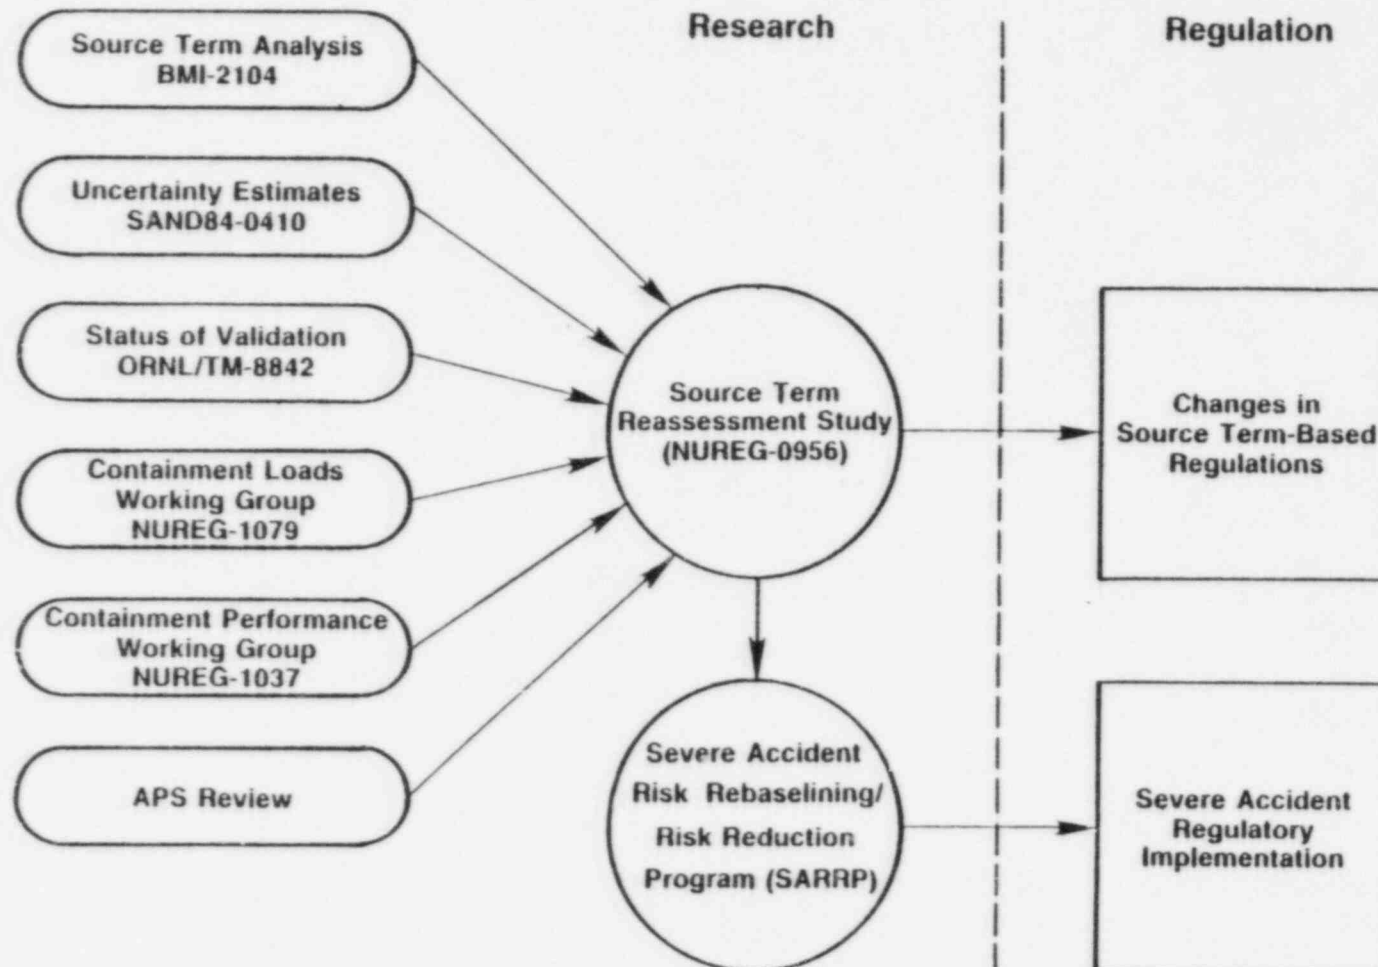 Research
Regulation
Source Term Analysis
BMI-2104
Uncertainty Estimates
SAND84-0410
Status of Validation
ORNL/TM-8842
Containment Loads
Working Group
NUREG-1079
Containment Performance
Working Group
NUREG-1037
APS Review
Source Term
Reassessment Study
(NUREG-0956)
Severe Accident
Risk Rebaselining/
Risk Reduction
Program (SARRP)
Changes in
Source Term-Based
Regulations
Severe Accident
Regulatory
Implementation